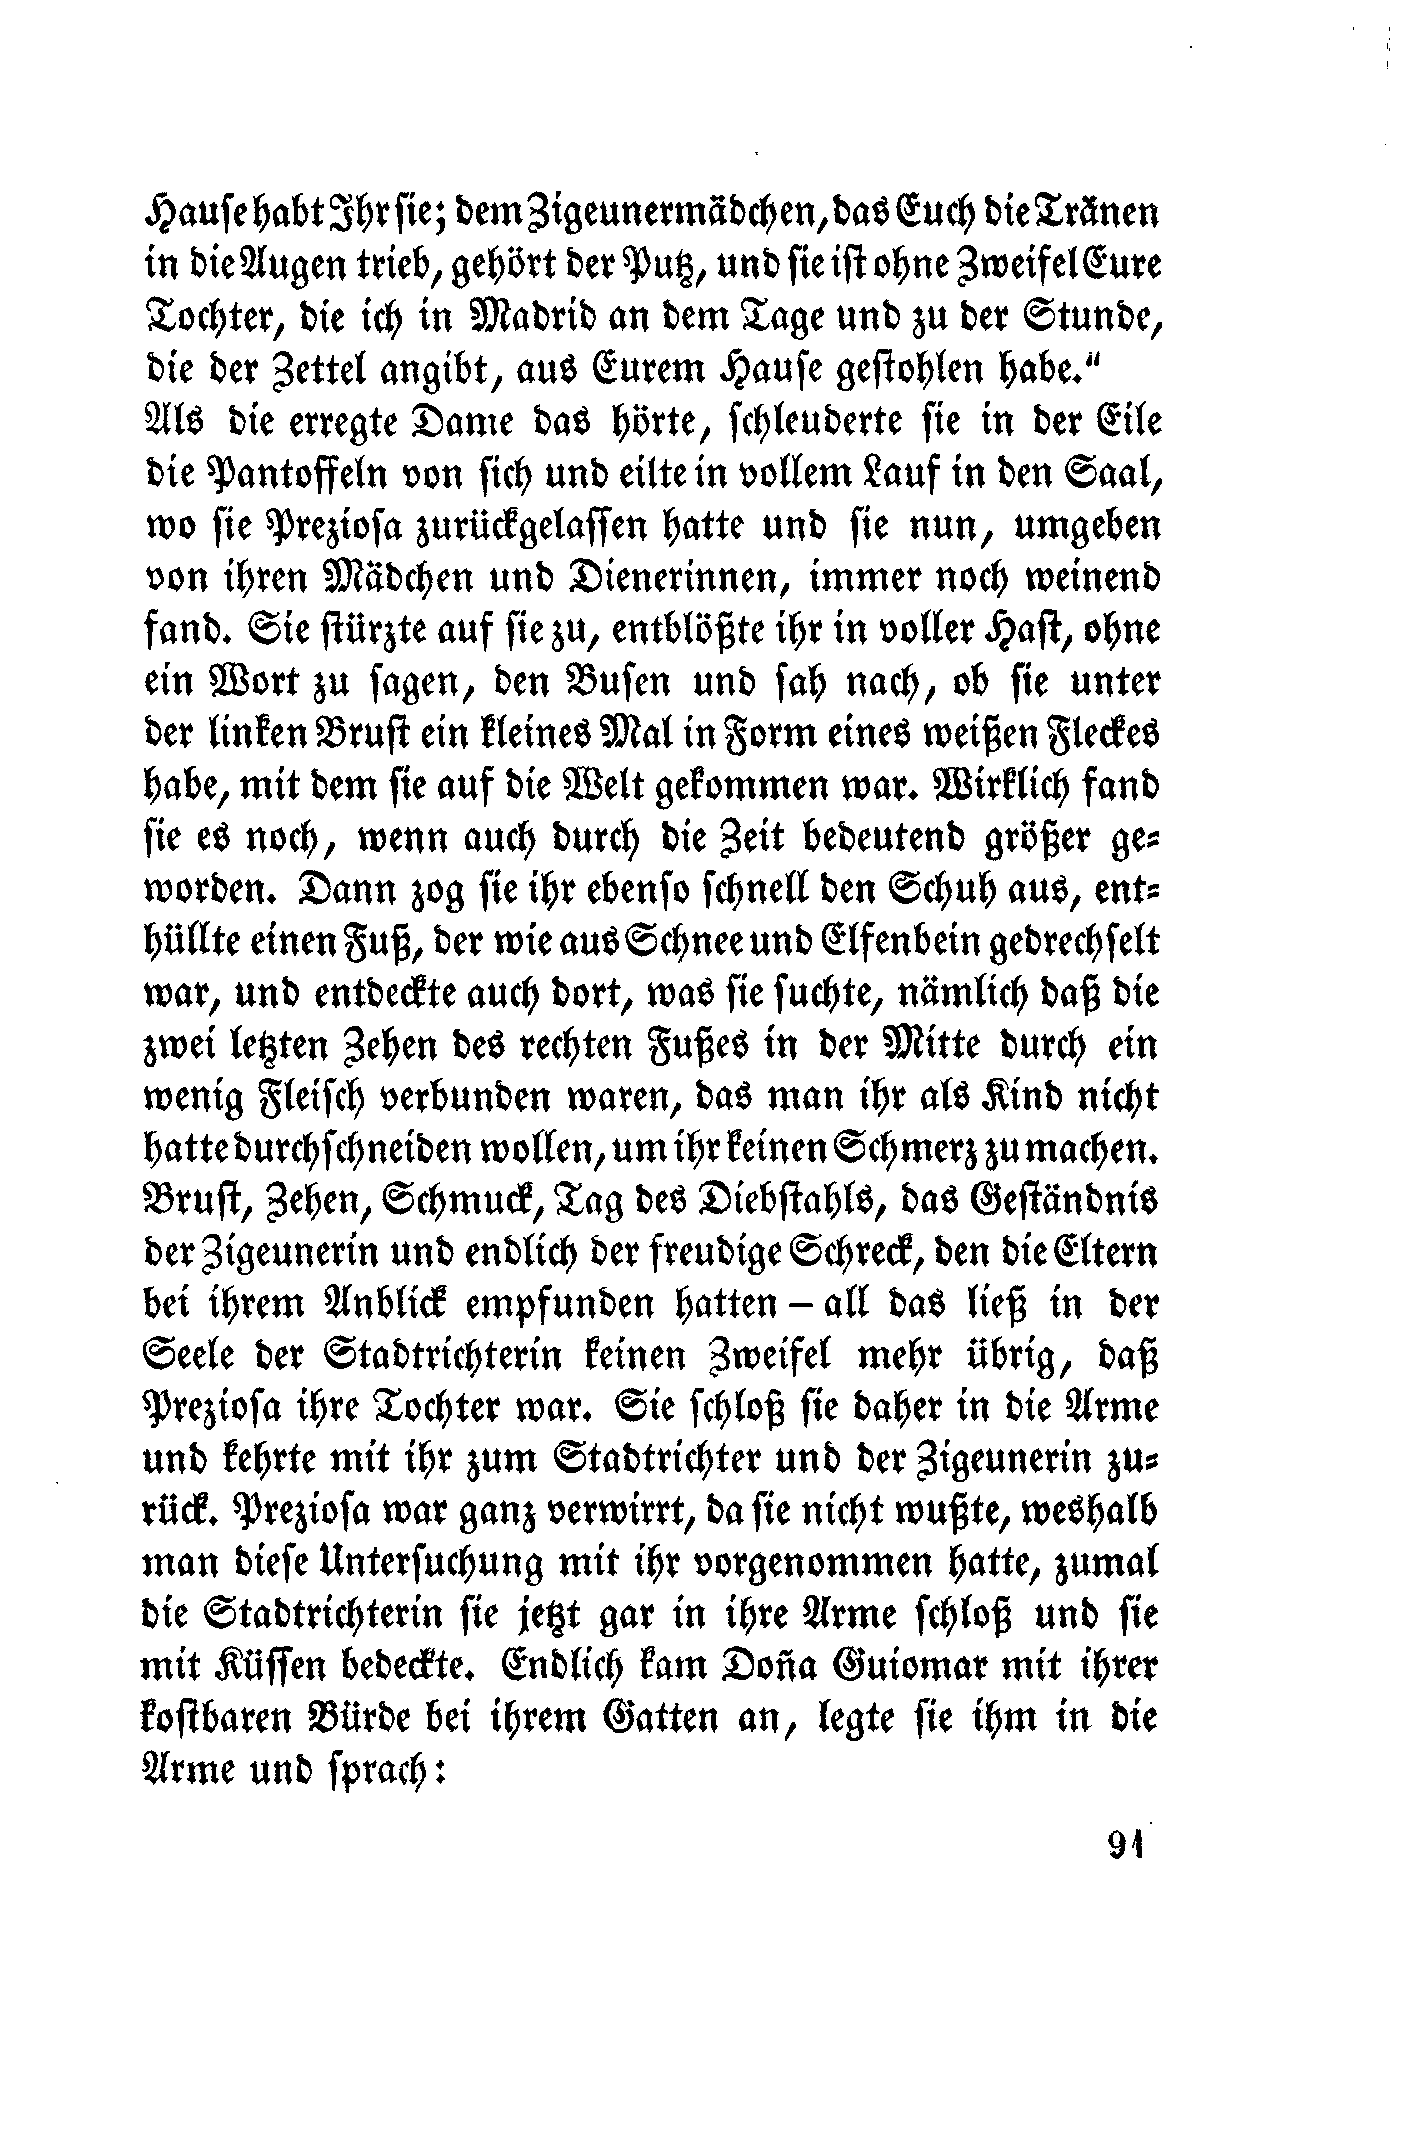 Hause habt Ihr sie; dem Zigeunermädchen, das Euch die Tränen
in die Augen trieb, gehört der Putz, und sie ist ohne Zweifel Eure
Tochter, die ich in Madrid an dem Tage und zu der Stunde,
die der Zettel angibt, aus Eurem Hause gestohlen habe.“
Als die erregte Dame das hörte, schleuderte sie in der Eile
die Pantoffeln von sich und eilte in vollem Lauf in den Saal,
wo sie Preziosa zurückgelassen hatte und sie nun, umgeben
von ihren Mädchen und Dienerinnen, immer noch weinend
fand. Sie stürzte auf sie zu, entblößte ihr in voller Hast, ohne
ein Wort zu sagen, den Busen und sah nach, ob sie unter
der linken Brust ein kleines Mal in Form eines weißen Fleckes
habe, mit dem sie auf die Welt gekommen war. Wirklich fand
sie es noch, wenn auch durch die Zeit bedeutend größer ge-
worden. Dann zog sie ihr ebenso schnell den Schuh aus, ent-
hüllte einen Fuß, der wie aus Schnee und Elfenbein gedrechselt
war, und entdeckte auch dort, was sie suchte, nämlich daß die
zwei letzten Zehen des rechten Fußes in der Mitte durch ein
wenig Fleisch verbunden waren, das man ihr als Kind nicht
hatte durchschneiden wollen, um ihr keinen Schmerz zu machen.
Brust, Zehen, Schmuck, Tag des Diebstahls, das Geständnis
der Zigeunerin und endlich der freudige Schreck, den die Eltern
bei ihrem Anblick empfunden hatten – all das ließ in der
Seele der Stadtrichterin keinen Zweifel mehr übrig, daß
Preziosa ihre Tochter war. Sie schloß sie daher in die Arme
und kehrte mit ihr zum Stadtrichter und der Zigeunerin zu-
rück. Preziosa war ganz verwirrt, da sie nicht wußte, weshalb
man diese Untersuchung mit ihr vorgenommen hatte, zumal
die Stadtrichterin sie jetzt gar in ihre Arme schloß und sie
mit Küssen bedeckte. Endlich kam Doña Guiomar mit ihrer
kostbaren Bürde bei ihrem Gatten an, legte sie ihm in die
Arme und sprach:
91